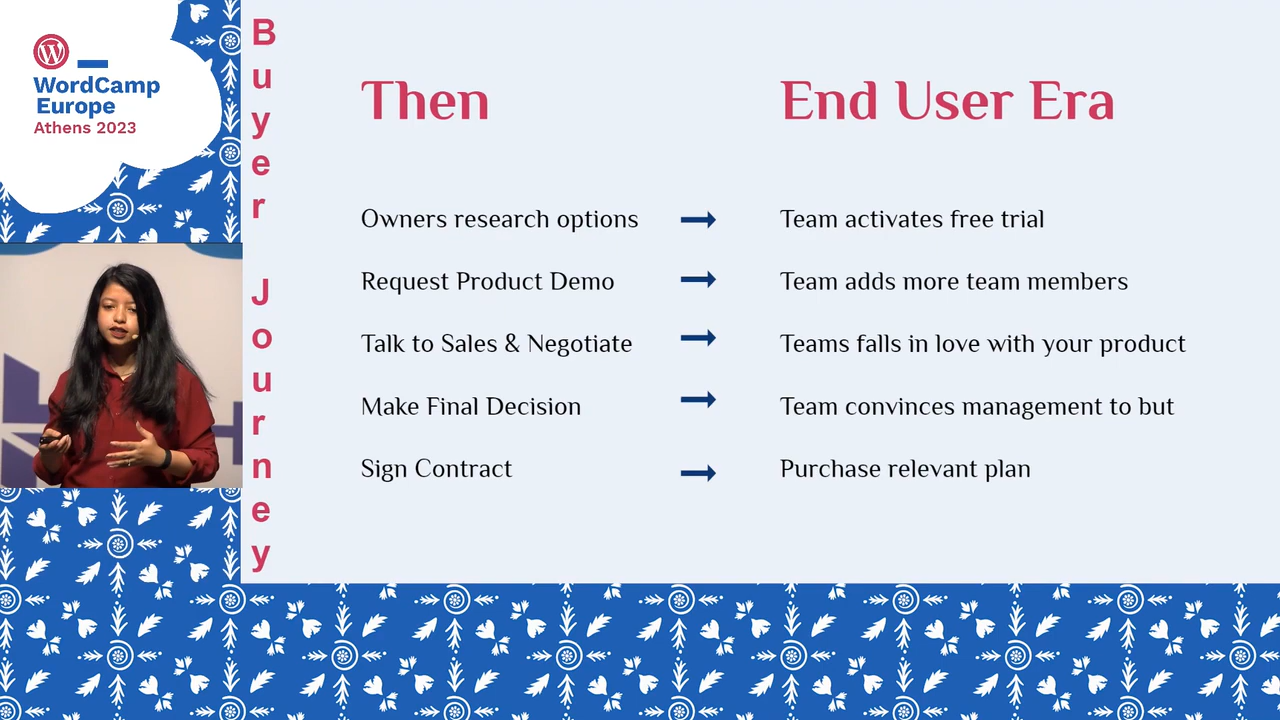 WordCamp
Europe
Athens 2023
Buyer Journey
Then
End User Era
Owners research options
Team activates free trial
Request Product Demo
Team adds more team members
Talk to Sales & Negotiate
Teams falls in love with your product
Make Final Decision
Team convinces management to but
Sign Contract
Purchase relevant plan